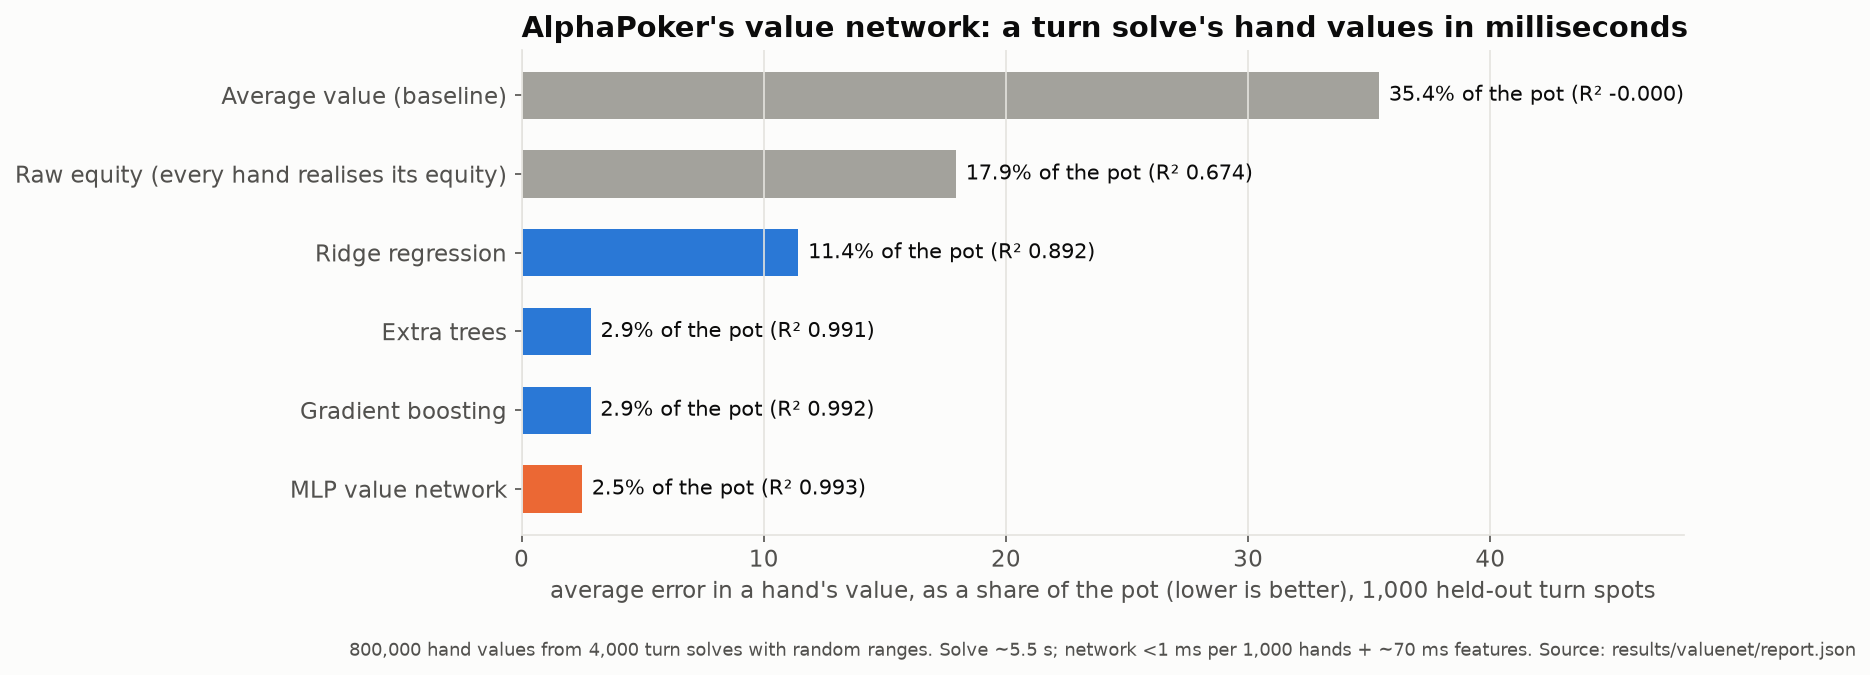 AlphaPoker's value network: a turn solve's hand values in milliseconds
Average value (baseline)
35.4% of the pot (R² -0.000)
Raw equity (every hand realises its equity)
17.9% of the pot (R² 0.674)
Ridge regression
11.4% of the pot (R² 0.892)
Extra trees
2.9% of the pot (R² 0.991)
Gradient boosting
2.9% of the pot (R² 0.992)
MLP value network
2.5% of the pot (R² 0.993)
0 10 20 30 40
average error in a hand's value, as a share of the pot (lower is better), 1,000 held-out turn spots
800,000 hand values from 4,000 turn solves with random ranges. Solve ~5.5 s; network <1 ms per 1,000 hands + ~70 ms features. Source: results/valuenet/report.json